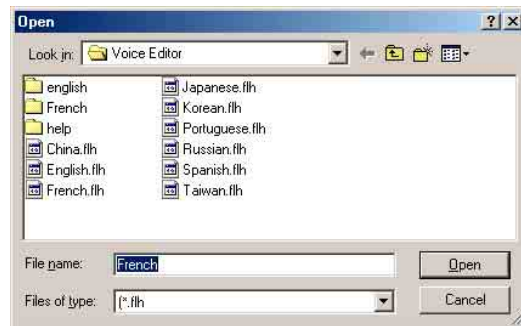 Open
Look in: Voice Editor
english
French
help
China.flh
English.flh
French.flh
Japanese.flh
Korean.flh
Portuguese.flh
Russian.flh
Spanish.flh
Taiwan.flh
File name: French
Open
Files of type: (*.flh
Cancel